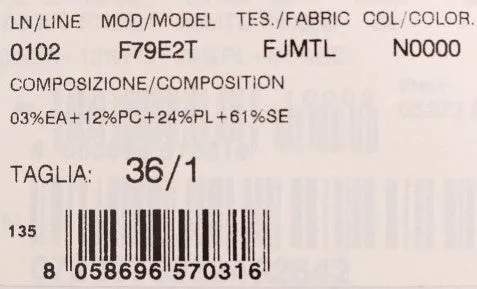 LN/LINE MOD/MODEL TES./FABRIC COL/COLOR.
0102 F79E2T FJMTL N0000
COMPOSIZIONE/COMPOSITION
03%EA+12%PC+24%PL+61%SE
TAGLIA: 36/1
135
8 058696 570316